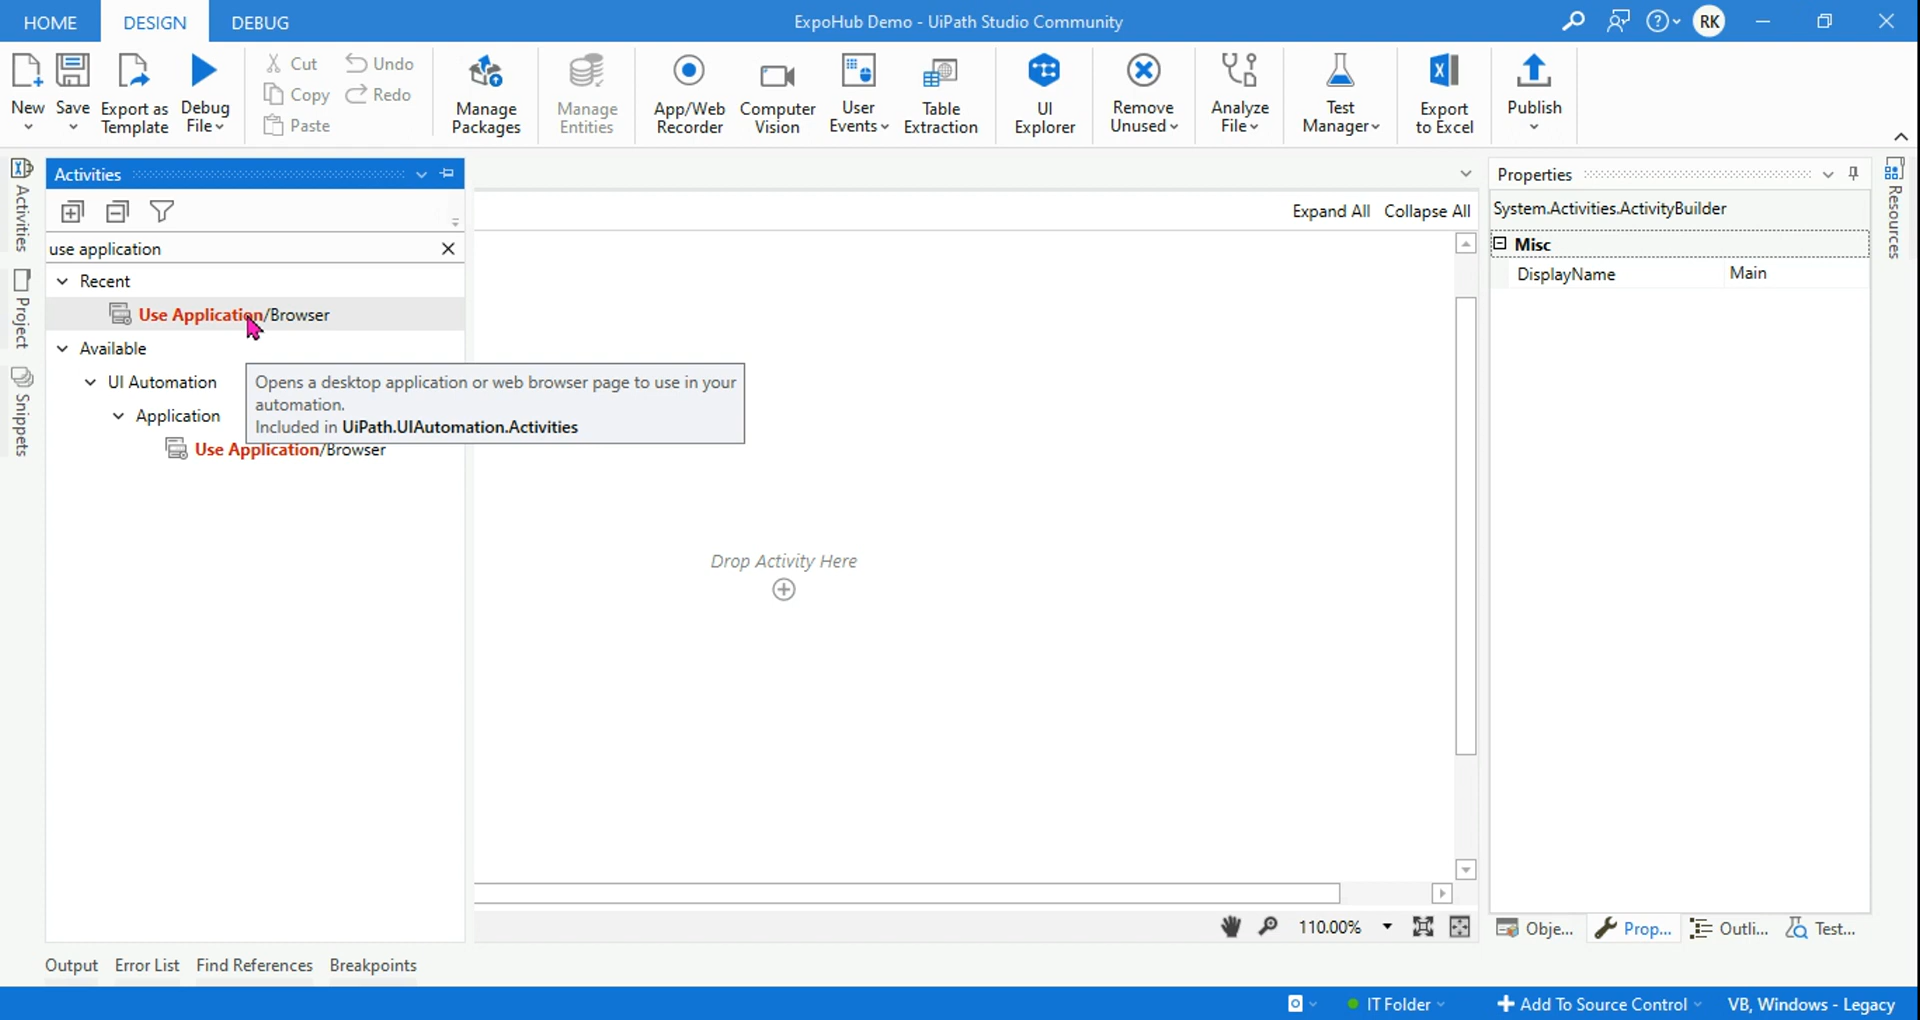 HOME
DESIGN
DEBUG
ExpoHub Demo - UiPath Studio Community
RK
New
Save
Export as
Template
Debug
File
Cut
Copy
Paste
Undo
Redo
Manage
Packages
Manage
Entities
App/Web
Recorder
Computer
Vision
User
Events
Table
Extraction
UI
Explorer
Remove
Unused
Analyze
File
Test
Manager
Export
to Excel
Publish
Activities
Project
Snippets
Activities
use application
Recent
Use Application/Browser
Available
UI Automation
Application
Use Application/Browser
Opens a desktop application or web browser page to use in your
automation.
Included in UiPath.UIAutomation.Activities
Expand All Collapse All
Drop Activity Here
110.00%
Properties
System.Activities.ActivityBuilder
Misc
DisplayName Main
Resources
Obje...
Prop...
Outli...
Test...
Output Error List Find References Breakpoints
IT Folder
Add To Source Control
VB, Windows - Legacy